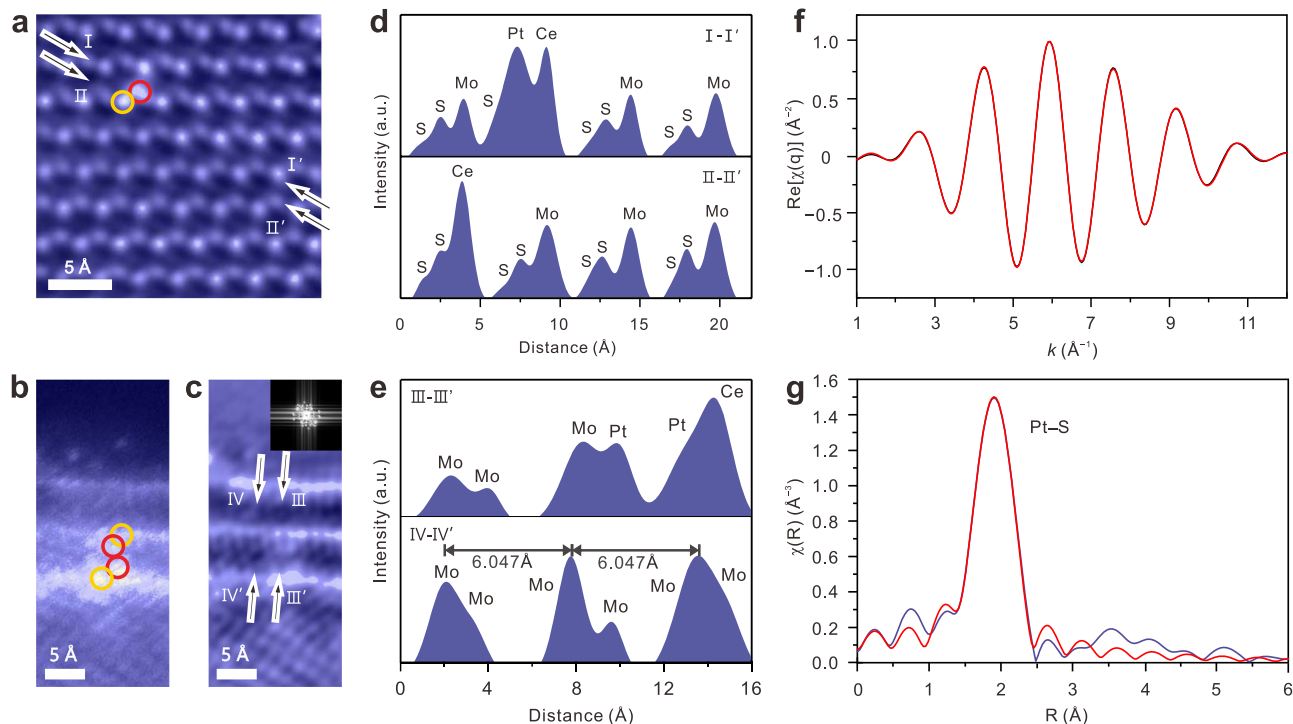 a
I
II
I′
II′
5 Å
b
5 Å
c
IV
III
IV′
III′
5 Å
d
Intensity (a.u.)
I-I′
S
S
Mo
S
Pt
Ce
S
S
Mo
S
S
Mo
II-II′
S
S
Ce
S
S
Mo
S
S
Mo
S
S
Mo
0 5 10 15 20
Distance (Å)
e
Intensity (a.u.)
III-III′
Mo
Mo
Mo
Pt
Pt
Ce
IV-IV′
6.047Å
6.047Å
Mo
Mo
Mo
Mo
Mo
Mo
0 4 8 12 16
Distance (Å)
f
Re[χ(q)] (Å⁻²)
1.0
0.5
0
−0.5
−1.0
1 3 5 7 9 11
k (Å⁻¹)
g
χ(R) (Å⁻³)
1.6
1.4
1.2
1.0
0.8
0.6
0.4
0.2
0.0
Pt–S
0 1 2 3 4 5 6
R (Å)